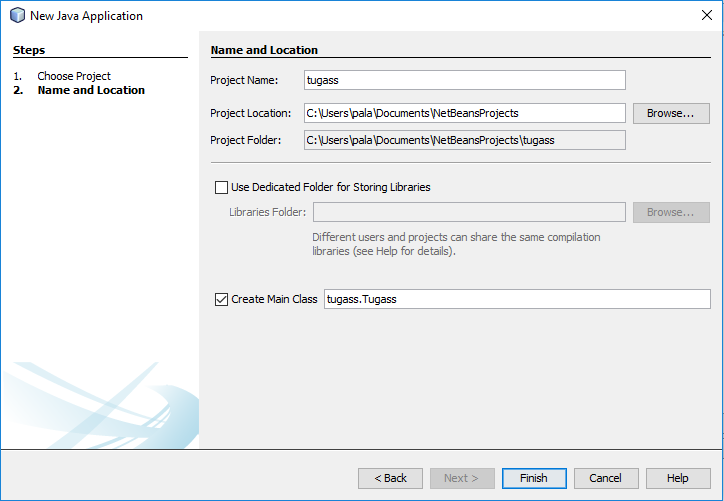 New Java Application
Steps
1. Choose Project
2. Name and Location
Name and Location
Project Name: tugass
Project Location: C:\Users\pala\Documents\NetBeansProjects Browse...
Project Folder: C:\Users\pala\Documents\NetBeansProjects\tugass
Use Dedicated Folder for Storing Libraries
Libraries Folder: Browse...
Different users and projects can share the same compilation
libraries (see Help for details).
Create Main Class tugass.Tugass
< Back Next > Finish Cancel Help